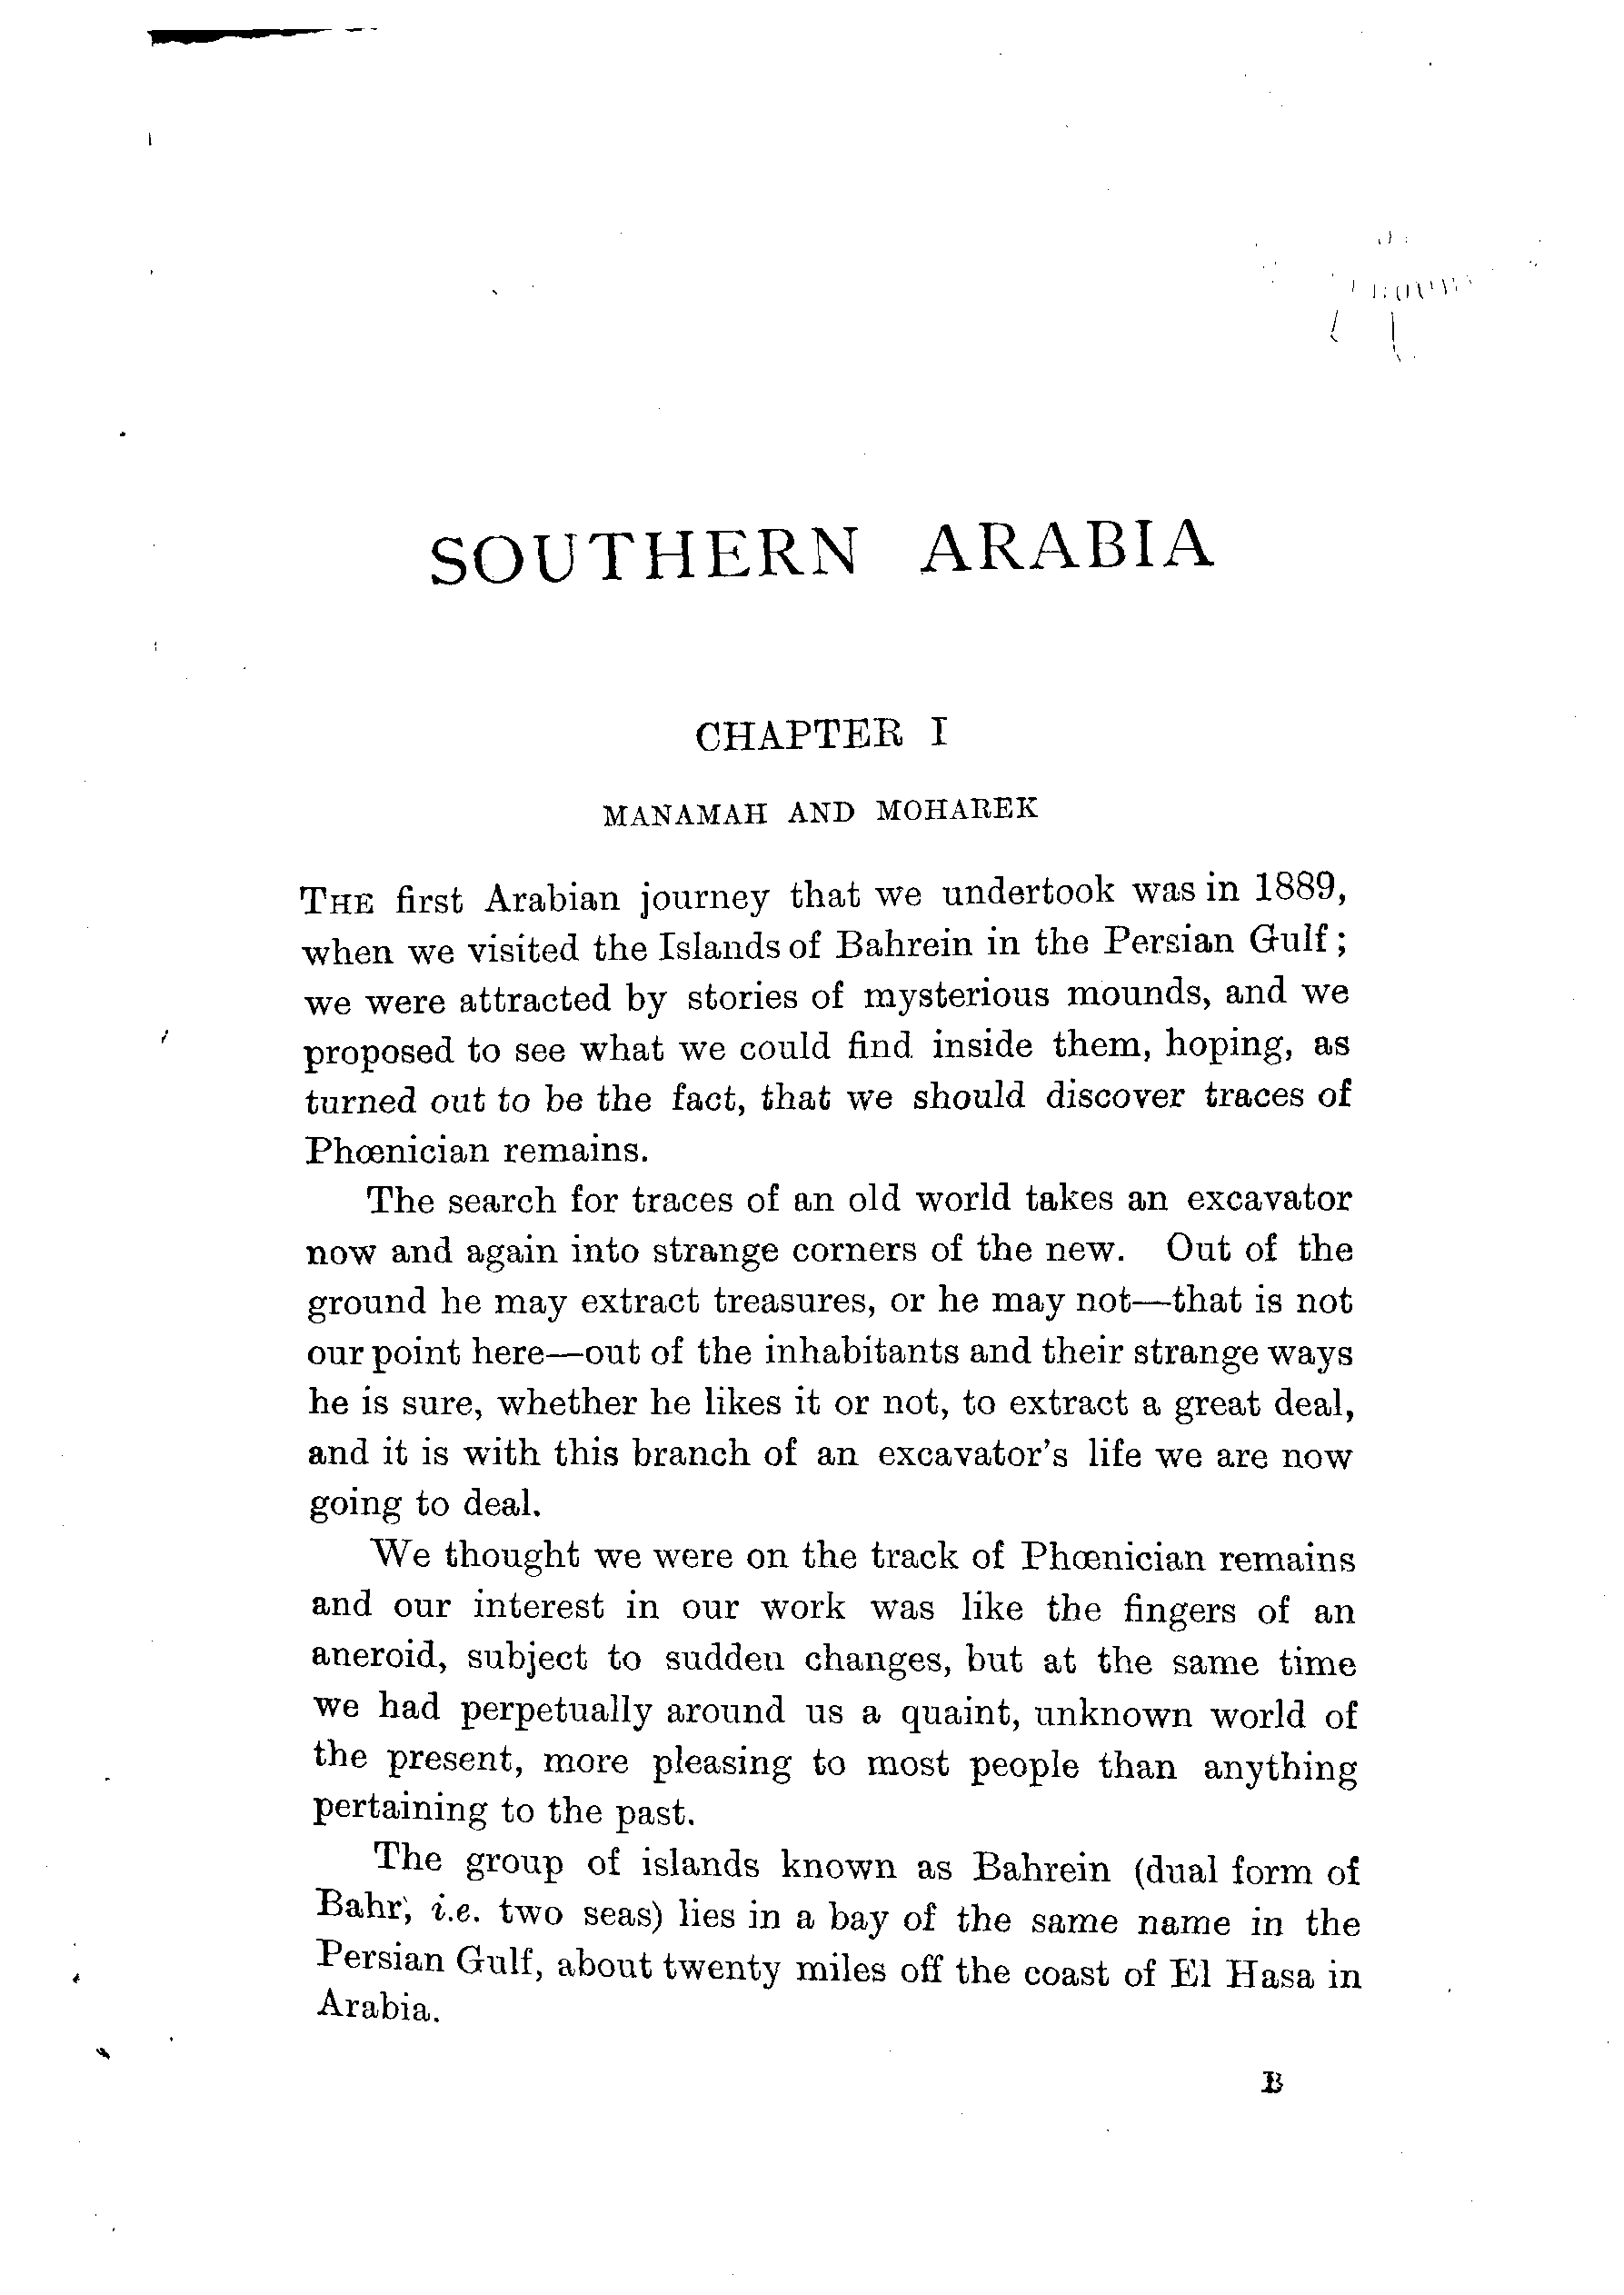 SOUTHERN ARABIA
CHAPTER I
MANAMAH AND MOHAREK
THE first Arabian journey that we undertook was in 1889,
when we visited the Islands of Bahrein in the Persian Gulf;
we were attracted by stories of mysterious mounds, and we
proposed to see what we could find inside them, hoping, as
turned out to be the fact, that we should discover traces of
Phœnician remains.
The search for traces of an old world takes an excavator
now and again into strange corners of the new. Out of the
ground he may extract treasures, or he may not—that is not
our point here—out of the inhabitants and their strange ways
he is sure, whether he likes it or not, to extract a great deal,
and it is with this branch of an excavator's life we are now
going to deal.
We thought we were on the track of Phœnician remains
and our interest in our work was like the fingers of an
aneroid, subject to sudden changes, but at the same time
we had perpetually around us a quaint, unknown world of
the present, more pleasing to most people than anything
pertaining to the past.
The group of islands known as Bahrein (dual form of
Bahr, i.e. two seas) lies in a bay of the same name in the
Persian Gulf, about twenty miles off the coast of El Hasa in
Arabia.
B